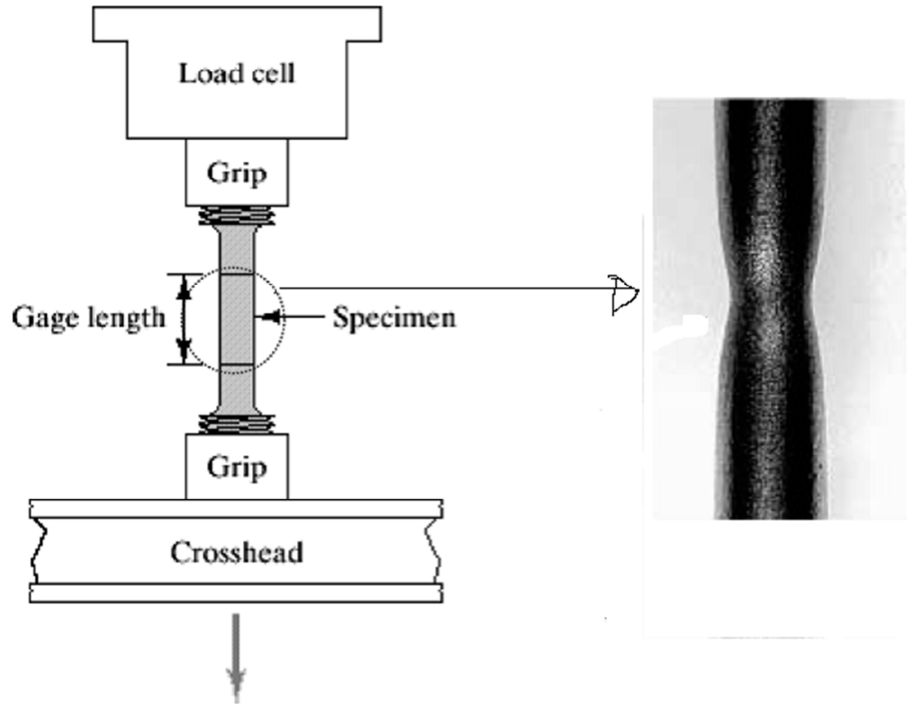 Load cell
Grip
Gage length
Specimen
Grip
Crosshead